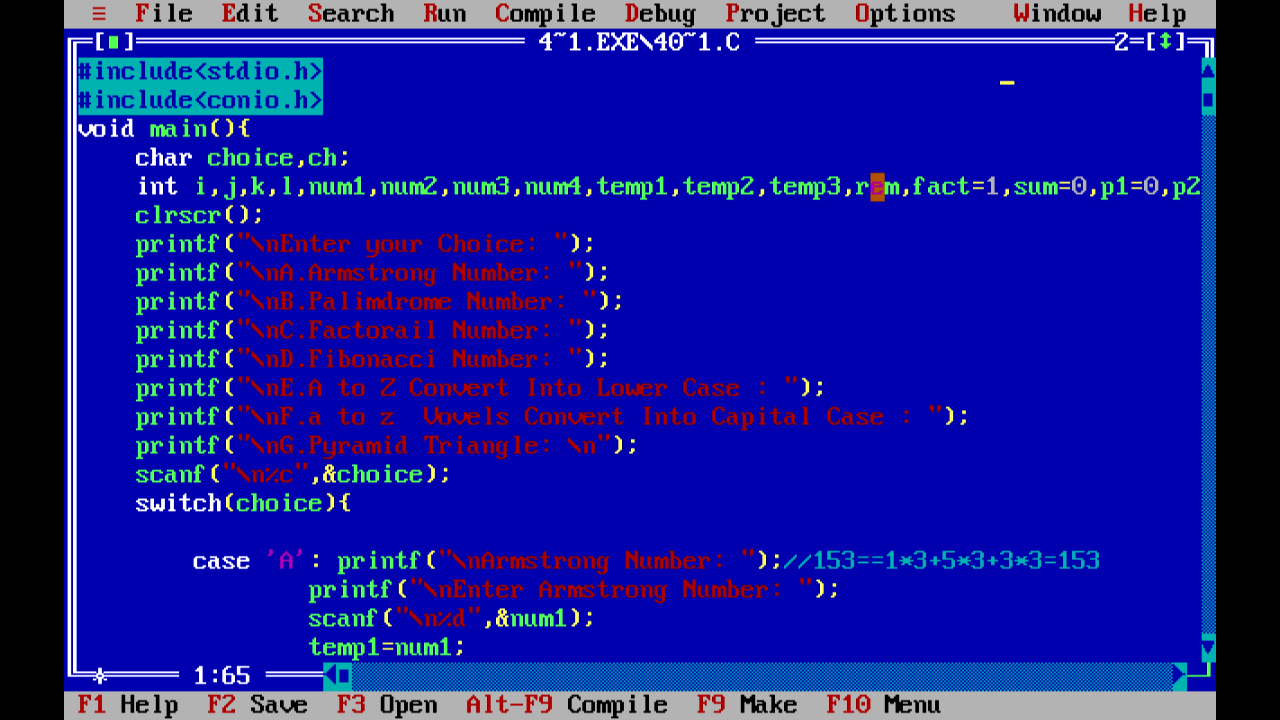 ≡ File Edit Search Run Compile Debug Project Options Window Help
[■] 4~1.EXE\40~1.C 2=[↕]
#include<stdio.h>
#include<conio.h>
void main(){
char choice,ch;
int i,j,k,l,num1,num2,num3,num4,temp1,temp2,temp3,rem,fact=1,sum=0,p1=0,p2
clrscr();
printf("\nEnter your Choice: ");
printf("\nA.Armstrong Number: ");
printf("\nB.Palimdrome Number: ");
printf("\nC.Factorail Number: ");
printf("\nD.Fibonacci Number: ");
printf("\nE.A to Z Convert Into Lower Case : ");
printf("\nF.a to z  Vovels Convert Into Capital Case : ");
printf("\nG.Pyramid Triangle: \n");
scanf("\n%c",&choice);
switch(choice){
case 'A': printf("\nArmstrong Number: ");//153==1*3+5*3+3*3=153
printf("\nEnter Armstrong Number: ");
scanf("\n%d",&num1);
temp1=num1;
1:65
F1 Help F2 Save F3 Open Alt-F9 Compile F9 Make F10 Menu